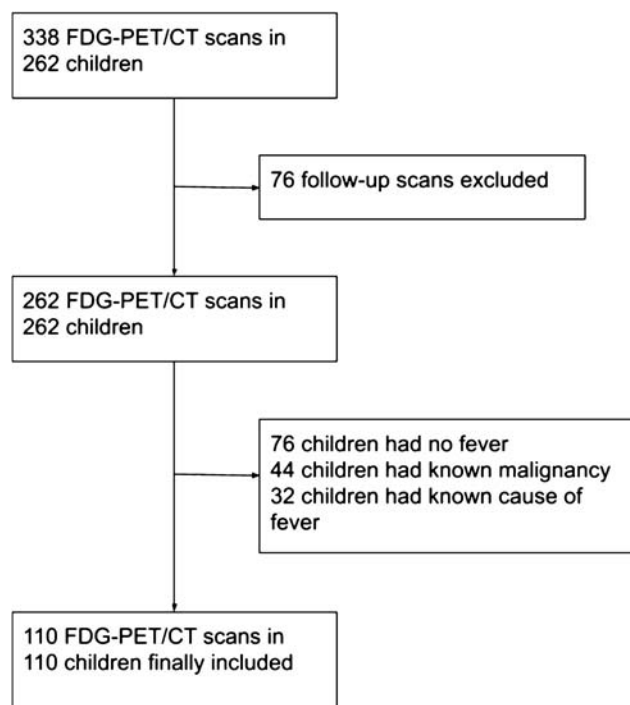 338 FDG-PET/CT scans in
262 children
76 follow-up scans excluded
262 FDG-PET/CT scans in
262 children
76 children had no fever
44 children had known malignancy
32 children had known cause of
fever
110 FDG-PET/CT scans in
110 children finally included